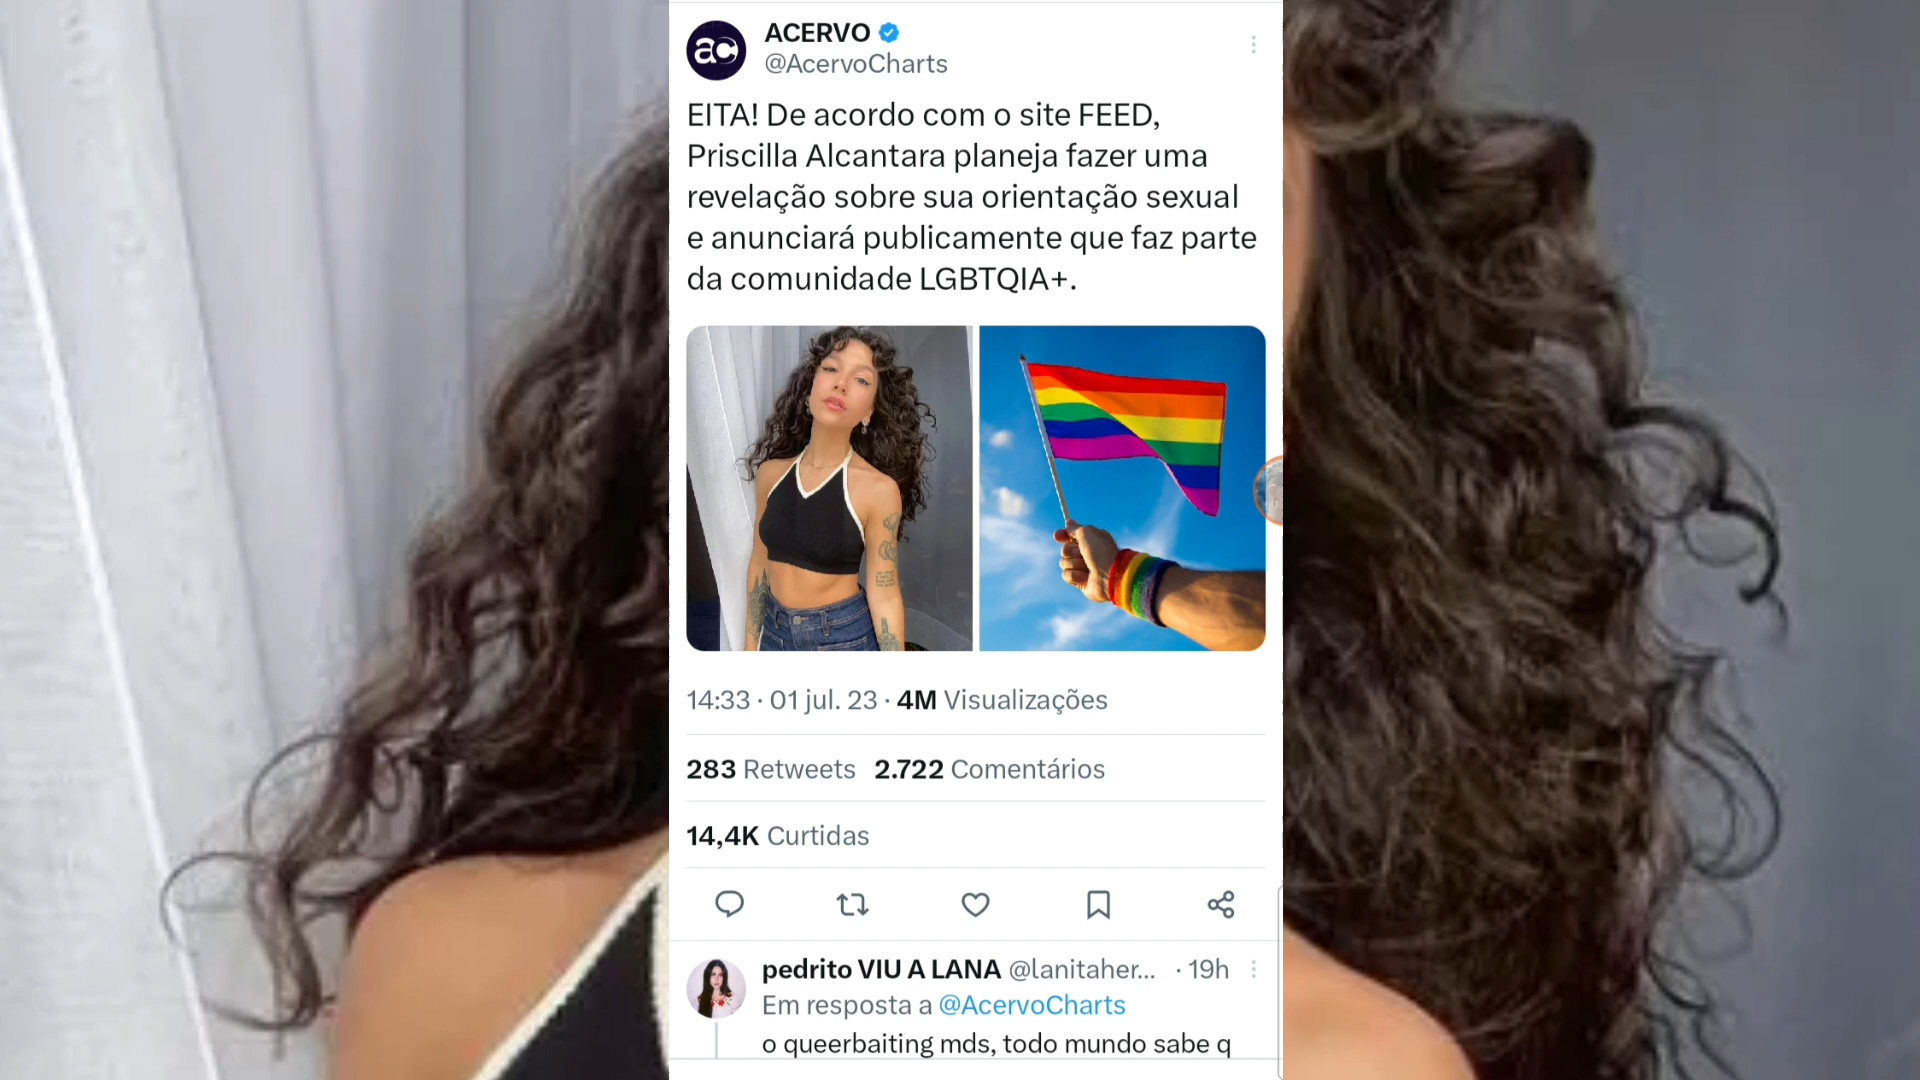 ac
ACERVO
@AcervoCharts
EITA! De acordo com o site FEED,
Priscilla Alcantara planeja fazer uma
revelação sobre sua orientação sexual
e anunciará publicamente que faz parte
da comunidade LGBTQIA+.
14:33 · 01 jul. 23 · 4M Visualizações
283 Retweets 2.722 Comentários
14,4K Curtidas
pedrito VIU A LANA @lanitaher... · 19h
Em resposta a @AcervoCharts
o queerbaiting mds, todo mundo sabe q